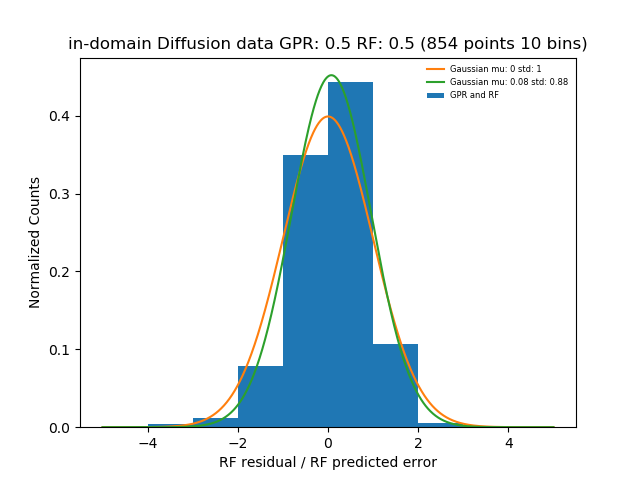 in-domain Diffusion data GPR: 0.5 RF: 0.5 (854 points 10 bins)
Gaussian mu: 0 std: 1
Gaussian mu: 0.08 std: 0.88
GPR and RF
Normalized Counts
0.4
0.3
0.2
0.1
0.0
−4 −2 0 2 4
RF residual / RF predicted error